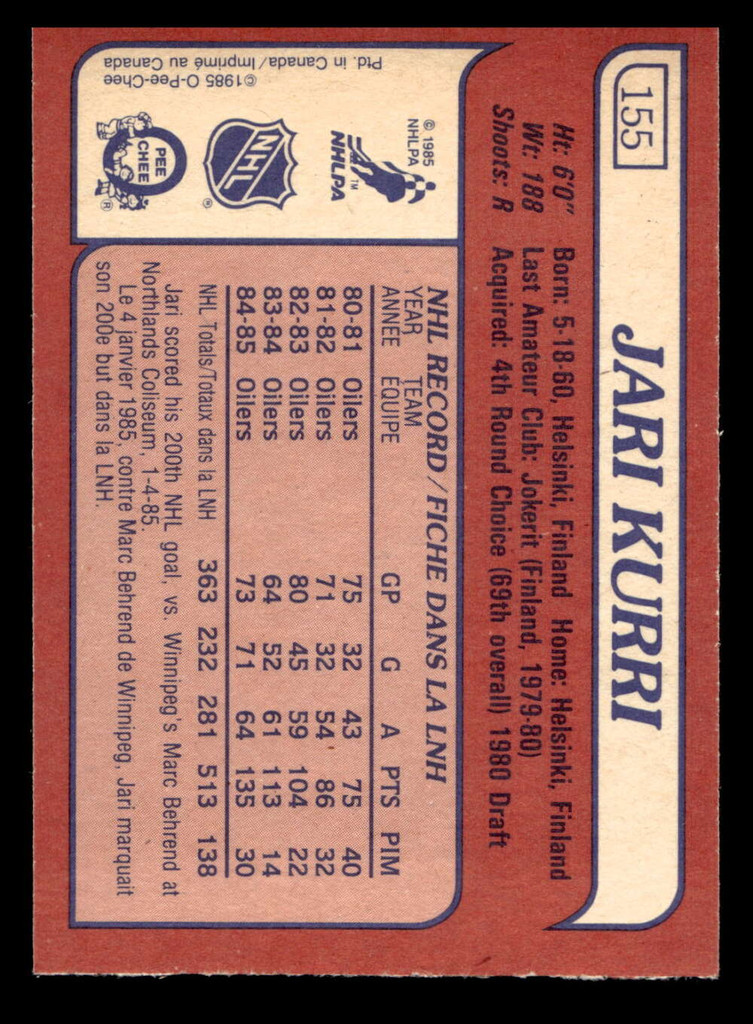 155
JARI KURRI
Ht: 6'0" Born: 5-18-60, Helsinki, Finland Home: Helsinki, Finland
Wt: 188 Last Amateur Club: Jokerit (Finland, 1979-80)
Shoots: R Acquired: 4th Round Choice (69th overall) 1980 Draft
© 1985
NHLPA
NHLPA™
NHL
®
PEE
CHEE
®
©1985 O-Pee-Chee
Ptd. in Canada/Imprimé au Canada
NHL RECORD / FICHE DANS LA LNH
YEAR TEAM
ANNÉE ÉQUIPE GP G A PTS PIM
80-81 Oilers 75 32 43 75 40
81-82 Oilers 71 32 54 86 32
82-83 Oilers 80 45 59 104 22
83-84 Oilers 64 52 61 113 14
84-85 Oilers 73 71 64 135 30
NHL Totals/Totaux dans la LNH 363 232 281 513 138
Jari scored his 200th NHL goal, vs. Winnipeg's Marc Behrend at
Northlands Coliseum, 1-4-85.
Le 4 janvier 1985, contre Marc Behrend de Winnipeg, Jari marquait
son 200e but dans la LNH.